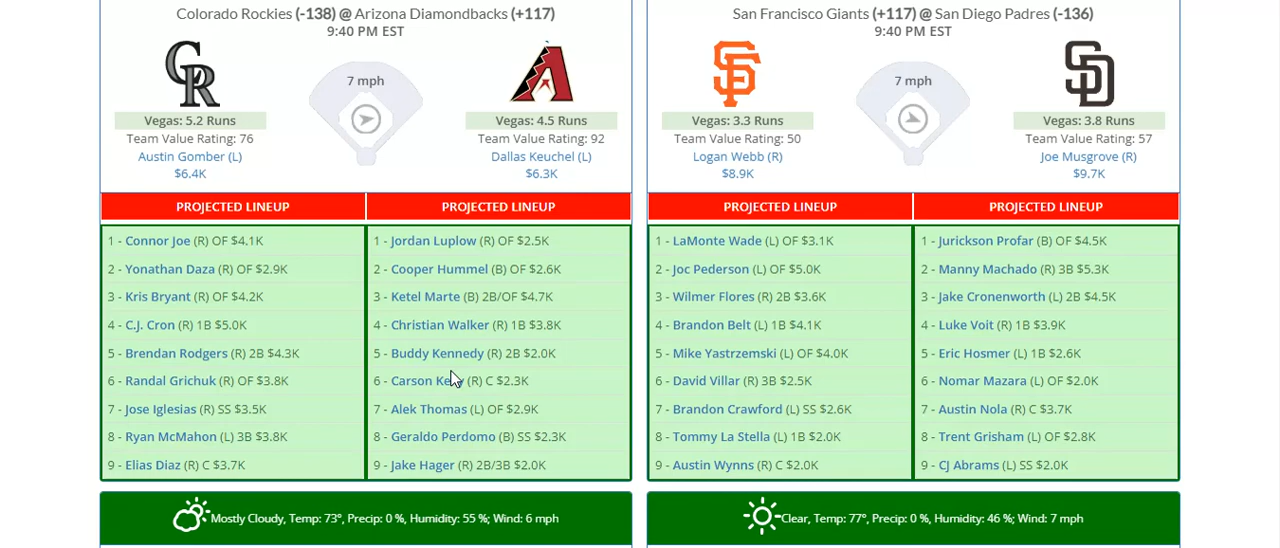 Colorado Rockies (-138) @ Arizona Diamondbacks (+117)
9:40 PM EST
7 mph
Vegas: 5.2 Runs
Team Value Rating: 76
Austin Gomber (L)
$6.4K
Vegas: 4.5 Runs
Team Value Rating: 92
Dallas Keuchel (L)
$6.3K
PROJECTED LINEUP
1 - Connor Joe (R) OF $4.1K
2 - Yonathan Daza (R) OF $2.9K
3 - Kris Bryant (R) OF $4.2K
4 - C.J. Cron (R) 1B $5.0K
5 - Brendan Rodgers (R) 2B $4.3K
6 - Randal Grichuk (R) OF $3.8K
7 - Jose Iglesias (R) SS $3.5K
8 - Ryan McMahon (L) 3B $3.8K
9 - Elias Diaz (R) C $3.7K
PROJECTED LINEUP
1 - Jordan Luplow (R) OF $2.5K
2 - Cooper Hummel (B) OF $2.6K
3 - Ketel Marte (B) 2B/OF $4.7K
4 - Christian Walker (R) 1B $3.8K
5 - Buddy Kennedy (R) 2B $2.0K
6 - Carson (R) C $2.3K
7 - Alek Thomas (L) OF $2.9K
8 - Geraldo Perdomo (B) SS $2.3K
9 - Jake Hager (R) 2B/3B $2.0K
Mostly Cloudy, Temp: 73°, Precip: 0 %, Humidity: 55 %; Wind: 6 mph
San Francisco Giants (+117) @ San Diego Padres (-136)
9:40 PM EST
SF
7 mph
SD
Vegas: 3.3 Runs
Team Value Rating: 50
Logan Webb (R)
$8.9K
Vegas: 3.8 Runs
Team Value Rating: 57
Joe Musgrove (R)
$9.7K
PROJECTED LINEUP
1 - LaMonte Wade (L) OF $3.1K
2 - Joc Pederson (L) OF $5.0K
3 - Wilmer Flores (R) 2B $3.6K
4 - Brandon Belt (L) 1B $4.1K
5 - Mike Yastrzemski (L) OF $4.0K
6 - David Villar (R) 3B $2.5K
7 - Brandon Crawford (L) SS $2.6K
8 - Tommy La Stella (L) 1B $2.0K
9 - Austin Wynns (R) C $2.0K
PROJECTED LINEUP
1 - Jurickson Profar (B) OF $4.5K
2 - Manny Machado (R) 3B $5.3K
3 - Jake Cronenworth (L) 2B $4.5K
4 - Luke Voit (R) 1B $3.9K
5 - Eric Hosmer (L) 1B $2.6K
6 - Nomar Mazara (L) OF $2.0K
7 - Austin Nola (R) C $3.7K
8 - Trent Grisham (L) OF $2.8K
9 - CJ Abrams (L) SS $2.0K
Clear, Temp: 77°, Precip: 0 %, Humidity: 46 %; Wind: 7 mph